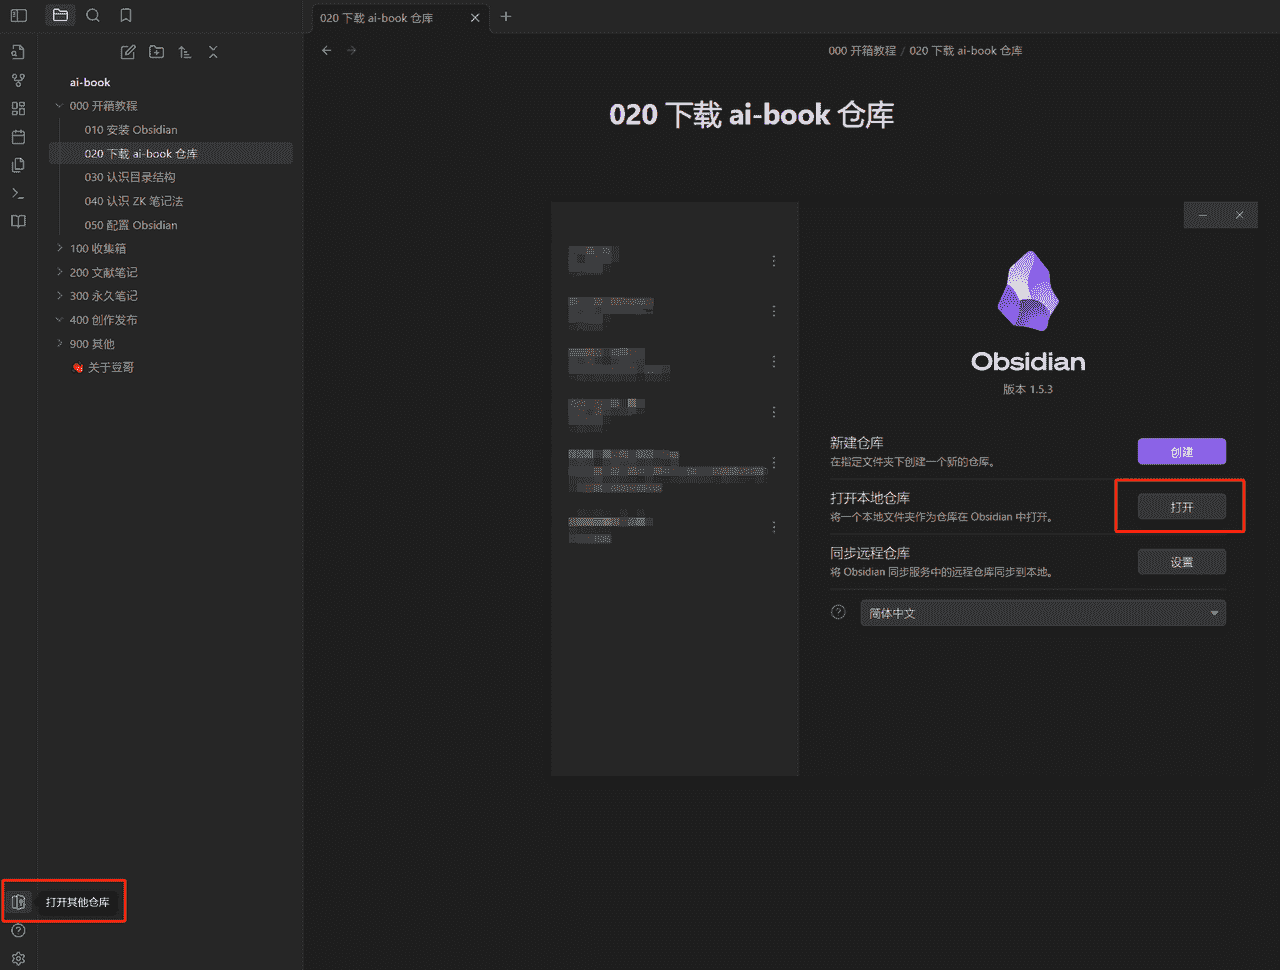 020 下载 ai-book 仓库
000 开箱教程 / 020 下载 ai-book 仓库
ai-book
000 开箱教程
010 安装 Obsidian
020 下载 ai-book 仓库
030 认识目录结构
040 认识 ZK 笔记法
050 配置 Obsidian
100 收集箱
200 文献笔记
300 永久笔记
400 创作发布
900 其他
关于豆哥
020 下载 ai-book 仓库
Obsidian
版本 1.5.3
新建仓库
在指定文件夹下创建一个新的仓库。
创建
打开本地仓库
将一个本地文件夹作为仓库在 Obsidian 中打开。
打开
同步远程仓库
将 Obsidian 同步服务中的远程仓库同步到本地。
设置
简体中文
打开其他仓库